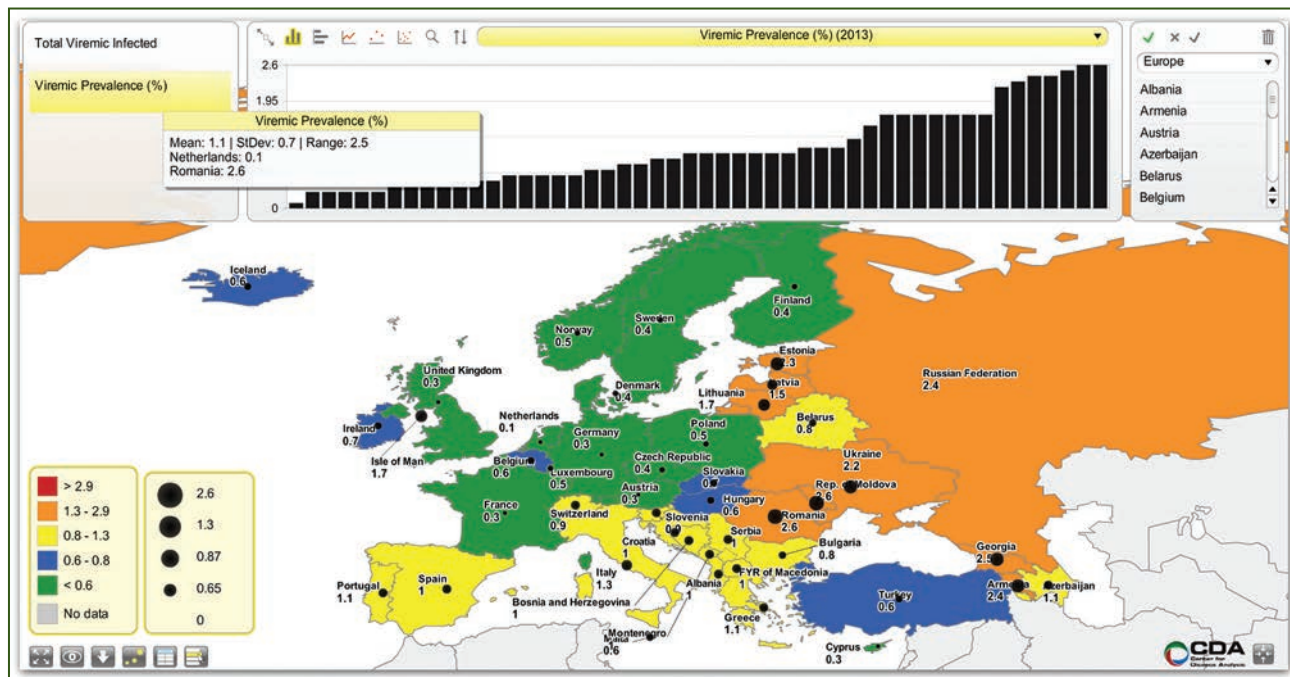 Total Viremic Infected
Viremic Prevalence (%)
Viremic Prevalence (%)
Mean: 1.1 | StDev: 0.7 | Range: 2.5
Netherlands: 0.1
Romania: 2.6
Viremic Prevalence (%) (2013)
2.6
1.95
0
Europe
Albania
Armenia
Austria
Azerbaijan
Belarus
Belgium
Iceland
0.6
Finland
0.4
Sweden
0.4
Norway
0.5
Estonia
2.3
Russian Federation
2.4
United Kingdom
0.3
Denmark
0.4
Latvia
1.5
Lithuania
1.7
Netherlands
0.1
Belarus
0.8
Ireland
0.7
Germany
0.3
Poland
0.5
Isle of Man
1.7
Belgium
0.6
Czech Republic
0.4
Ukraine
2.2
Luxembourg
0.5
Slovakia
Rep. of Moldova
2.6
Austria
0.3
Hungary
0.6
France
0.3
Switzerland
0.9
Slovenia
Romania
2.6
Serbia
1
Croatia
1
Bulgaria
0.8
Georgia
2.5
Italy
1.3
Albania
1
FYR of Macedonia
1
Armenia
2.4
Azerbaijan
1.1
Portugal
1.1
Spain
1
Bosnia and Herzegovina
1
Turkey
0.6
Greece
1.1
Montenegro
1
Malta
0.6
Cyprus
0.3
> 2.9
1.3 - 2.9
0.8 - 1.3
0.6 - 0.8
< 0.6
No data
2.6
1.3
0.87
0.65
0
CDA
Center for
Disease Analysis